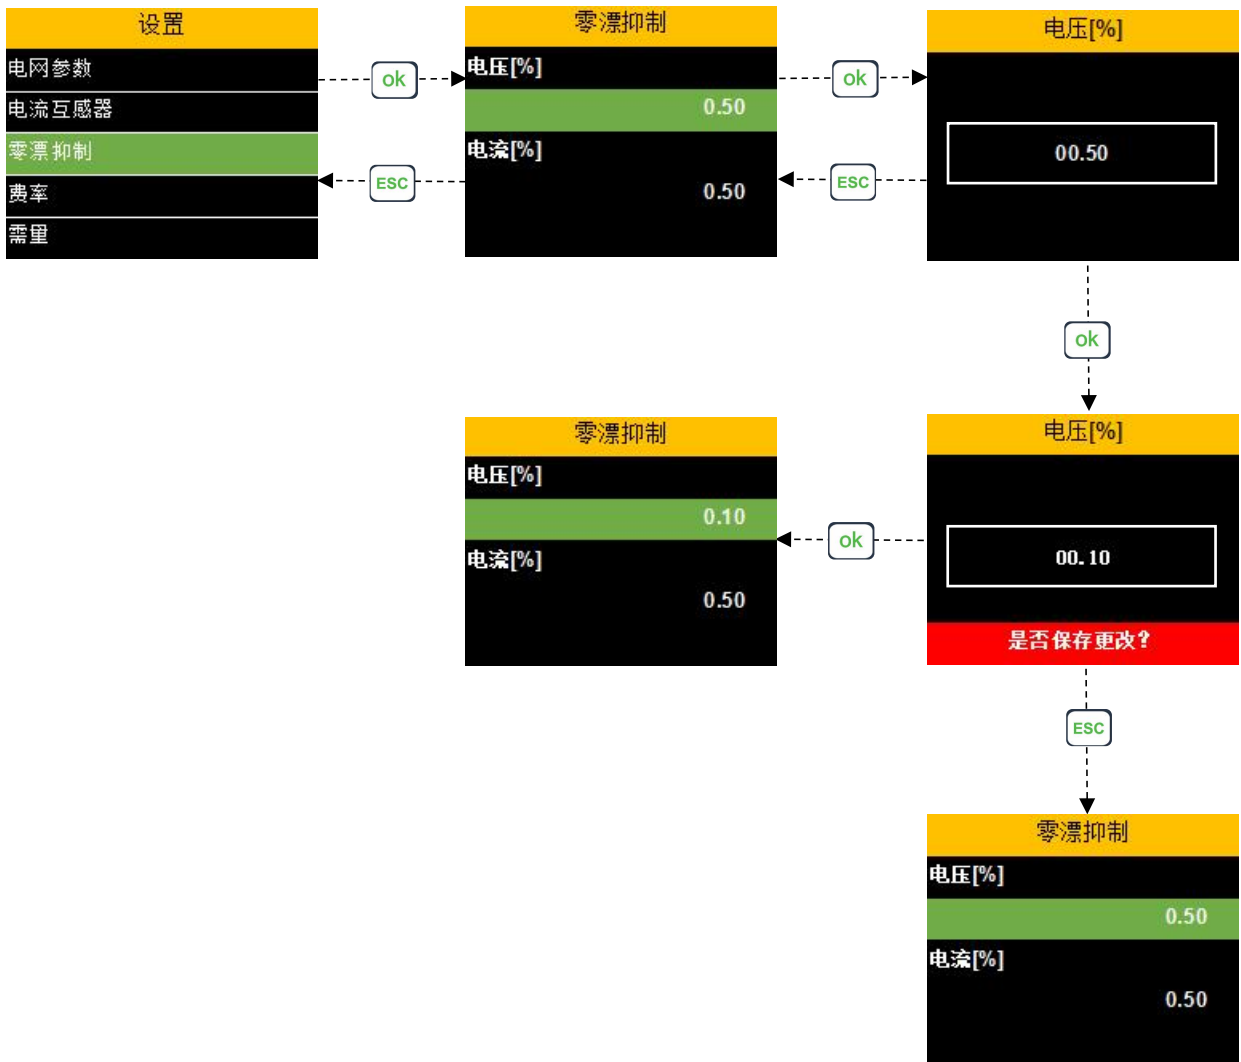 设置
电网参数
电流互感器
零漂抑制
费率
需量
ok
ESC
零漂抑制
电压[%]
0.50
电流[%]
0.50
ok
ESC
电压[%]
00.50
ok
电压[%]
00.10
是否保存更改?
ok
零漂抑制
电压[%]
0.10
电流[%]
0.50
ESC
零漂抑制
电压[%]
0.50
电流[%]
0.50